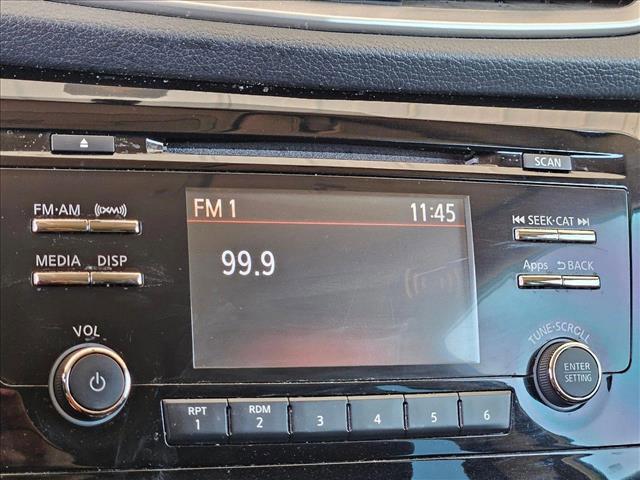 SCAN
FM·AM ((XM))
FM 1 11:45
SEEK·CAT
99.9
MEDIA DISP
Apps BACK
VOL
TUNE·SCROLL
ENTER
SETTING
RPT
1
RDM
2
3
4
5
6